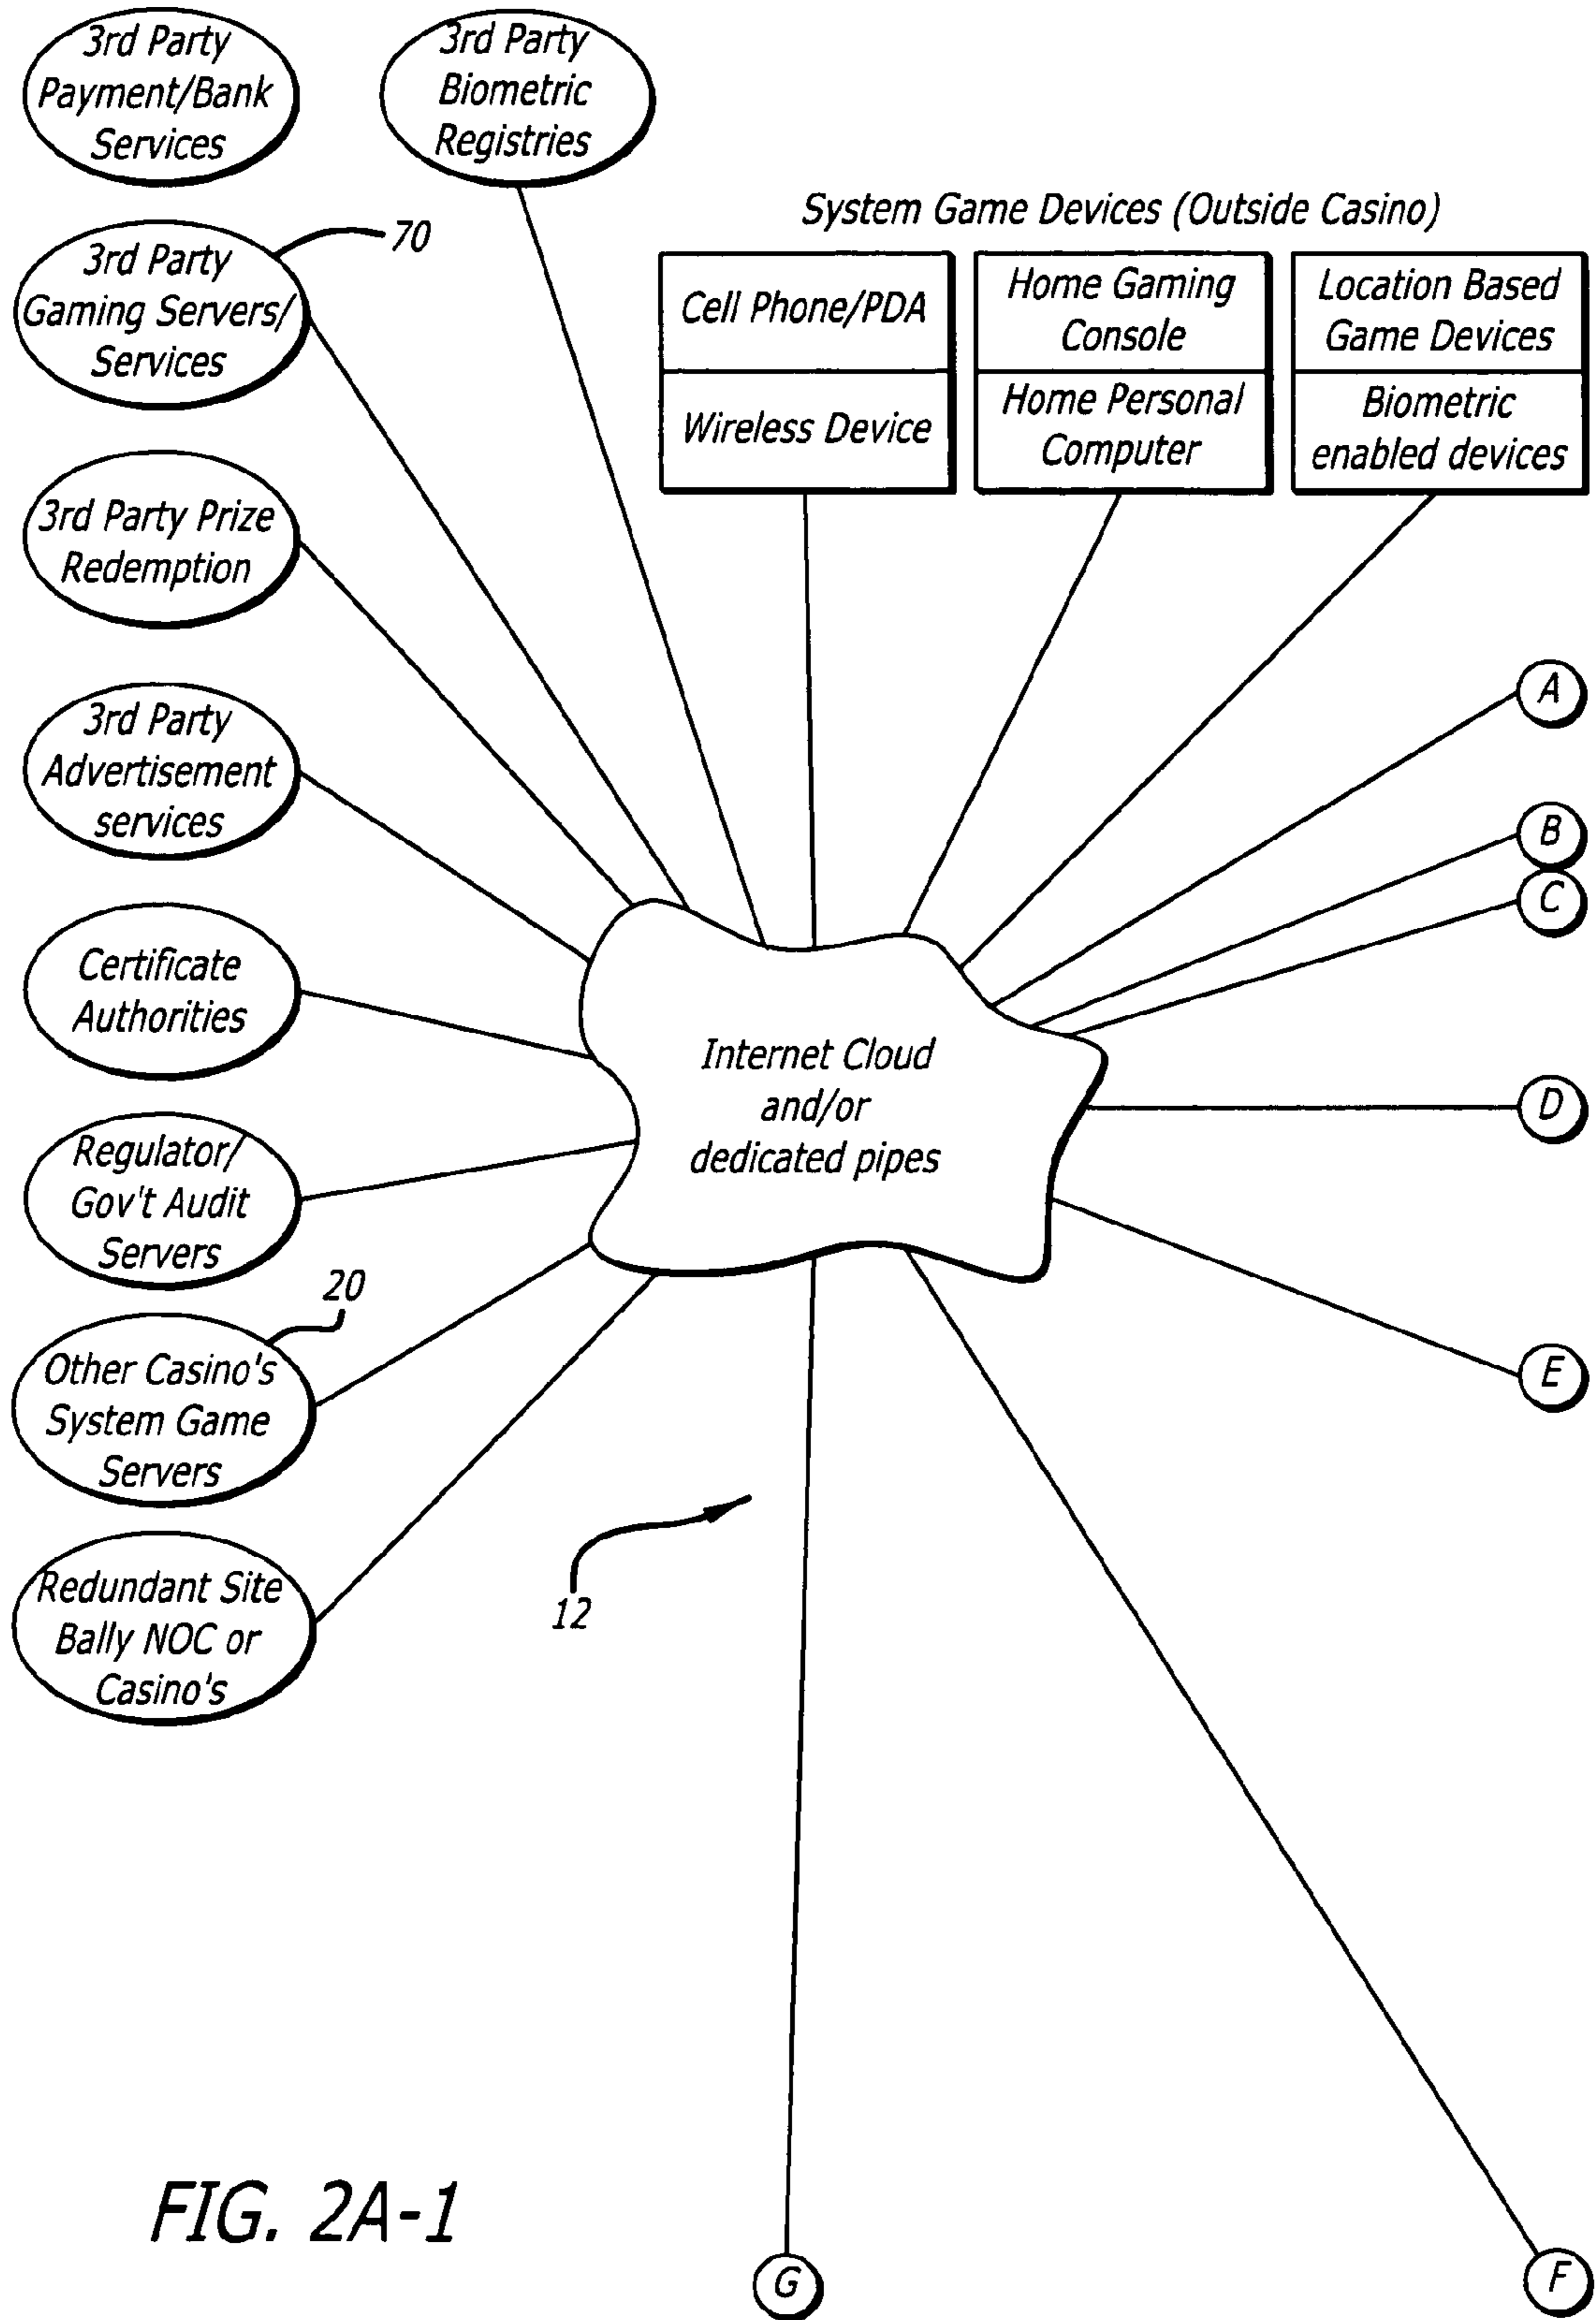 3rd Party
Payment/Bank
Services
3rd Party
Biometric
Registries
System Game Devices (Outside Casino)
70
3rd Party
Gaming Servers/
Services
Cell Phone/PDA
Wireless Device
Home Gaming
Console
Home Personal
Computer
Location Based
Game Devices
Biometric
enabled devices
3rd Party Prize
Redemption
3rd Party
Advertisement
services
A
B
C
Certificate
Authorities
Internet Cloud
and/or
dedicated pipes
D
Regulator/
Gov't Audit
Servers
20
Other Casino's
System Game
Servers
E
Redundant Site
Bally NOC or
Casino's
12
FIG. 2A-1
G
F